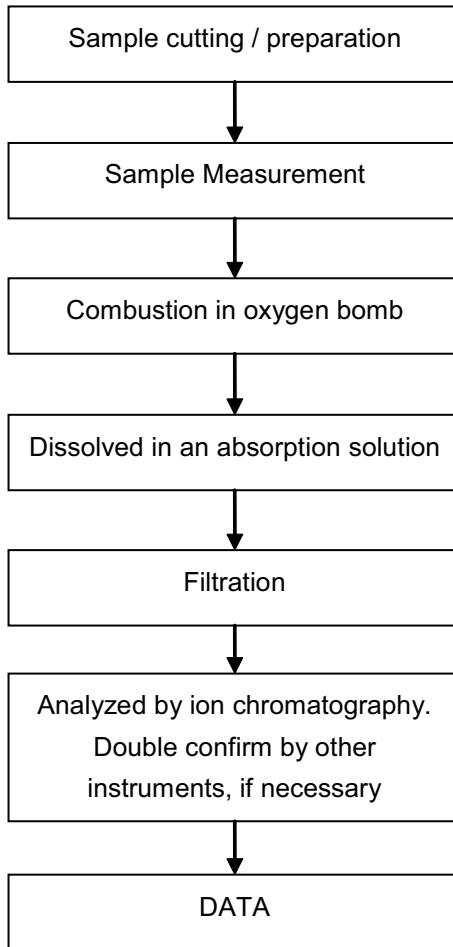 Sample cutting / preparation
Sample Measurement
Combustion in oxygen bomb
Dissolved in an absorption solution
Filtration
Analyzed by ion chromatography.
Double confirm by other
instruments, if necessary
DATA